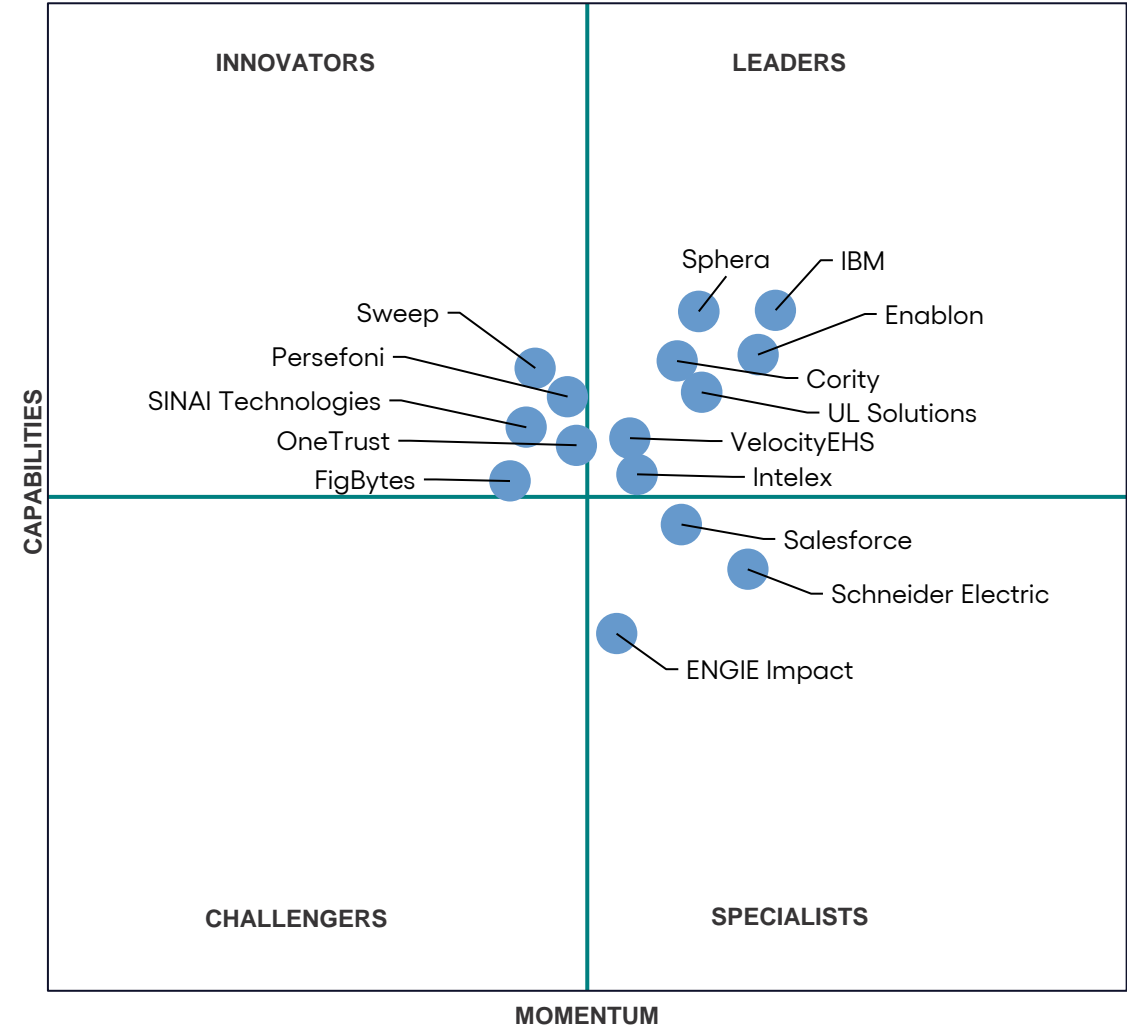 INNOVATORS
LEADERS
Sphera
IBM
Sweep
Enablon
Persefoni
Cority
SINAI Technologies
UL Solutions
OneTrust
VelocityEHS
FigBytes
Intelex
CAPABILITIES
Salesforce
Schneider Electric
ENGIE Impact
CHALLENGERS
SPECIALISTS
MOMENTUM